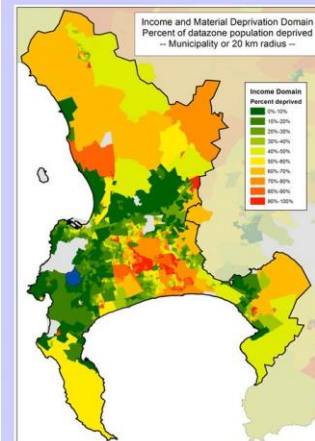 Income and Material Deprivation Domain
Percent of datazone population deprived
-- Municipality or 20 km radius --
Income Domain
Percent deprived
0%-10%
10%-20%
20%-30%
30%-40%
40%-50%
50%-60%
60%-70%
70%-80%
80%-90%
90%-100%